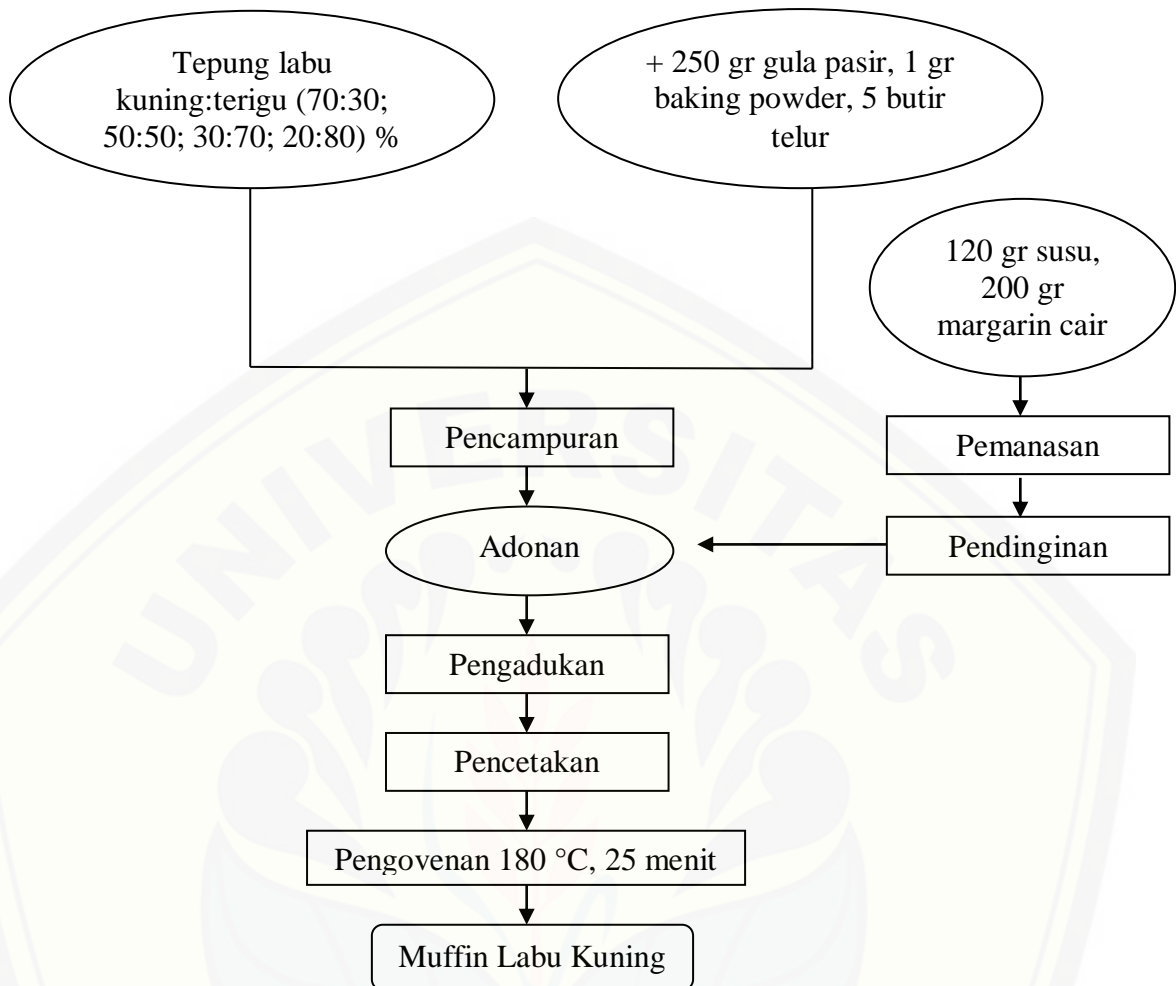 Tepung labu
kuning:terigu (70:30;
50:50; 30:70; 20:80) %
+ 250 gr gula pasir, 1 gr
baking powder, 5 butir
telur
120 gr susu,
200 gr
margarin cair
Pencampuran
Pemanasan
Adonan
Pendinginan
Pengadukan
Pencetakan
Pengovenan 180 °C, 25 menit
Muffin Labu Kuning
UNIVERSITAS